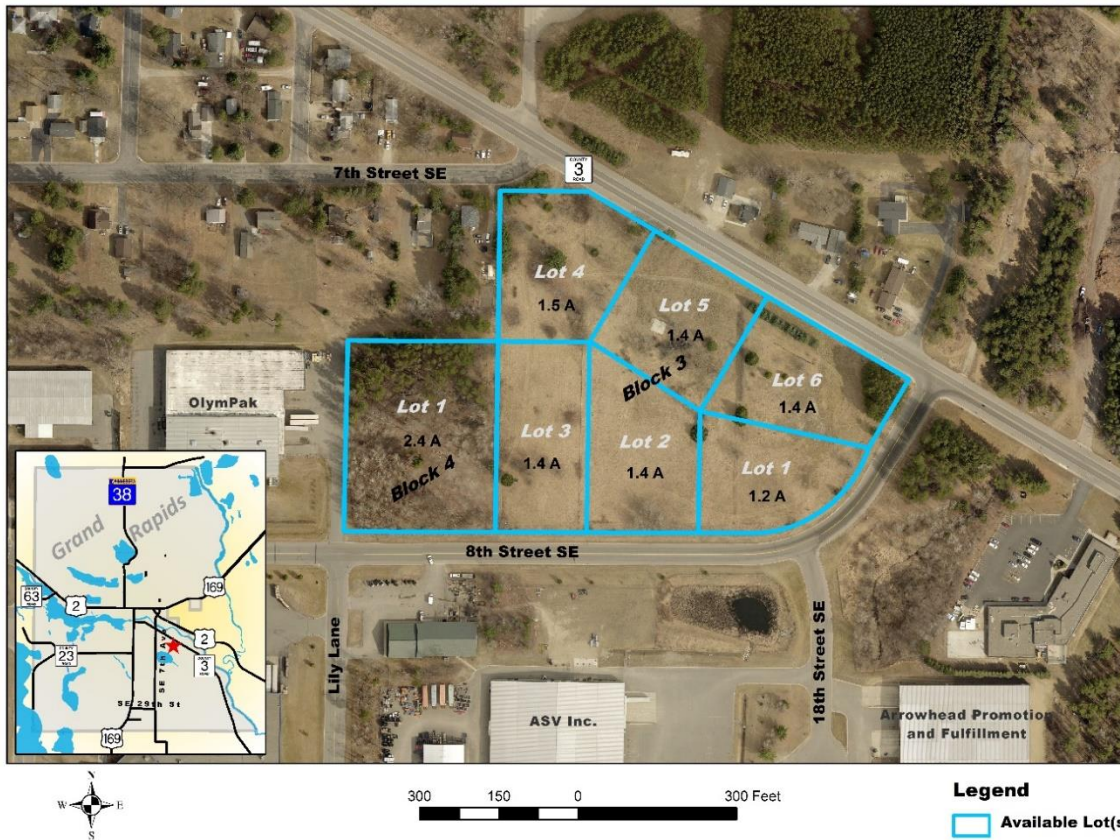 7th Street SE
COUNTY
3
ROAD
Lot 4
1.5 A
Lot 5
1.4 A
Block 3
Lot 6
1.4 A
OlymPak
Lot 1
2.4 A
Block 4
Lot 3
1.4 A
Lot 2
1.4 A
Lot 1
1.2 A
8th Street SE
Lily Lane
18th Street SE
ASV Inc.
Arrowhead Promotion
and Fulfillment
38
Grand Rapids
169
63
2
2
23
3
SE 7th Ave
SE 29th St
169
N
W
E
S
300 150 0 300 Feet
Legend
Available Lot(s